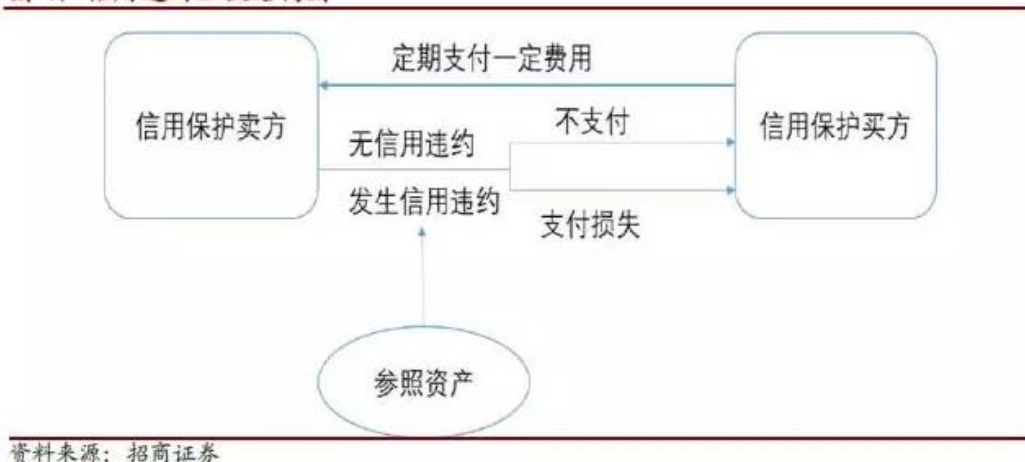 定期支付一定费用
信用保护卖方
信用保护买方
不支付
无信用违约
发生信用违约
支付损失
参照资产
资料来源：招商证券